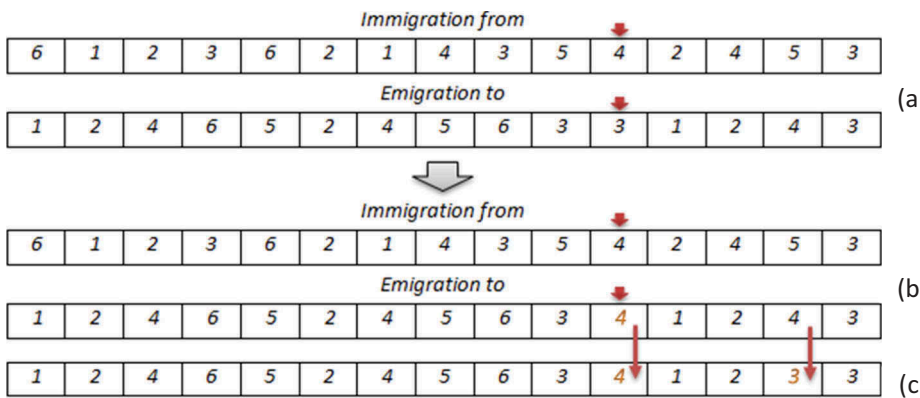 Immigration from
6 1 2 3 6 2 1 4 3 5 4 2 4 5 3
Emigration to
(a
1 2 4 6 5 2 4 5 6 3 3 1 2 4 3
Immigration from
6 1 2 3 6 2 1 4 3 5 4 2 4 5 3
Emigration to
(b
1 2 4 6 5 2 4 5 6 3 4 1 2 4 3
1 2 4 6 5 2 4 5 6 3 4 1 2 3 3
(c